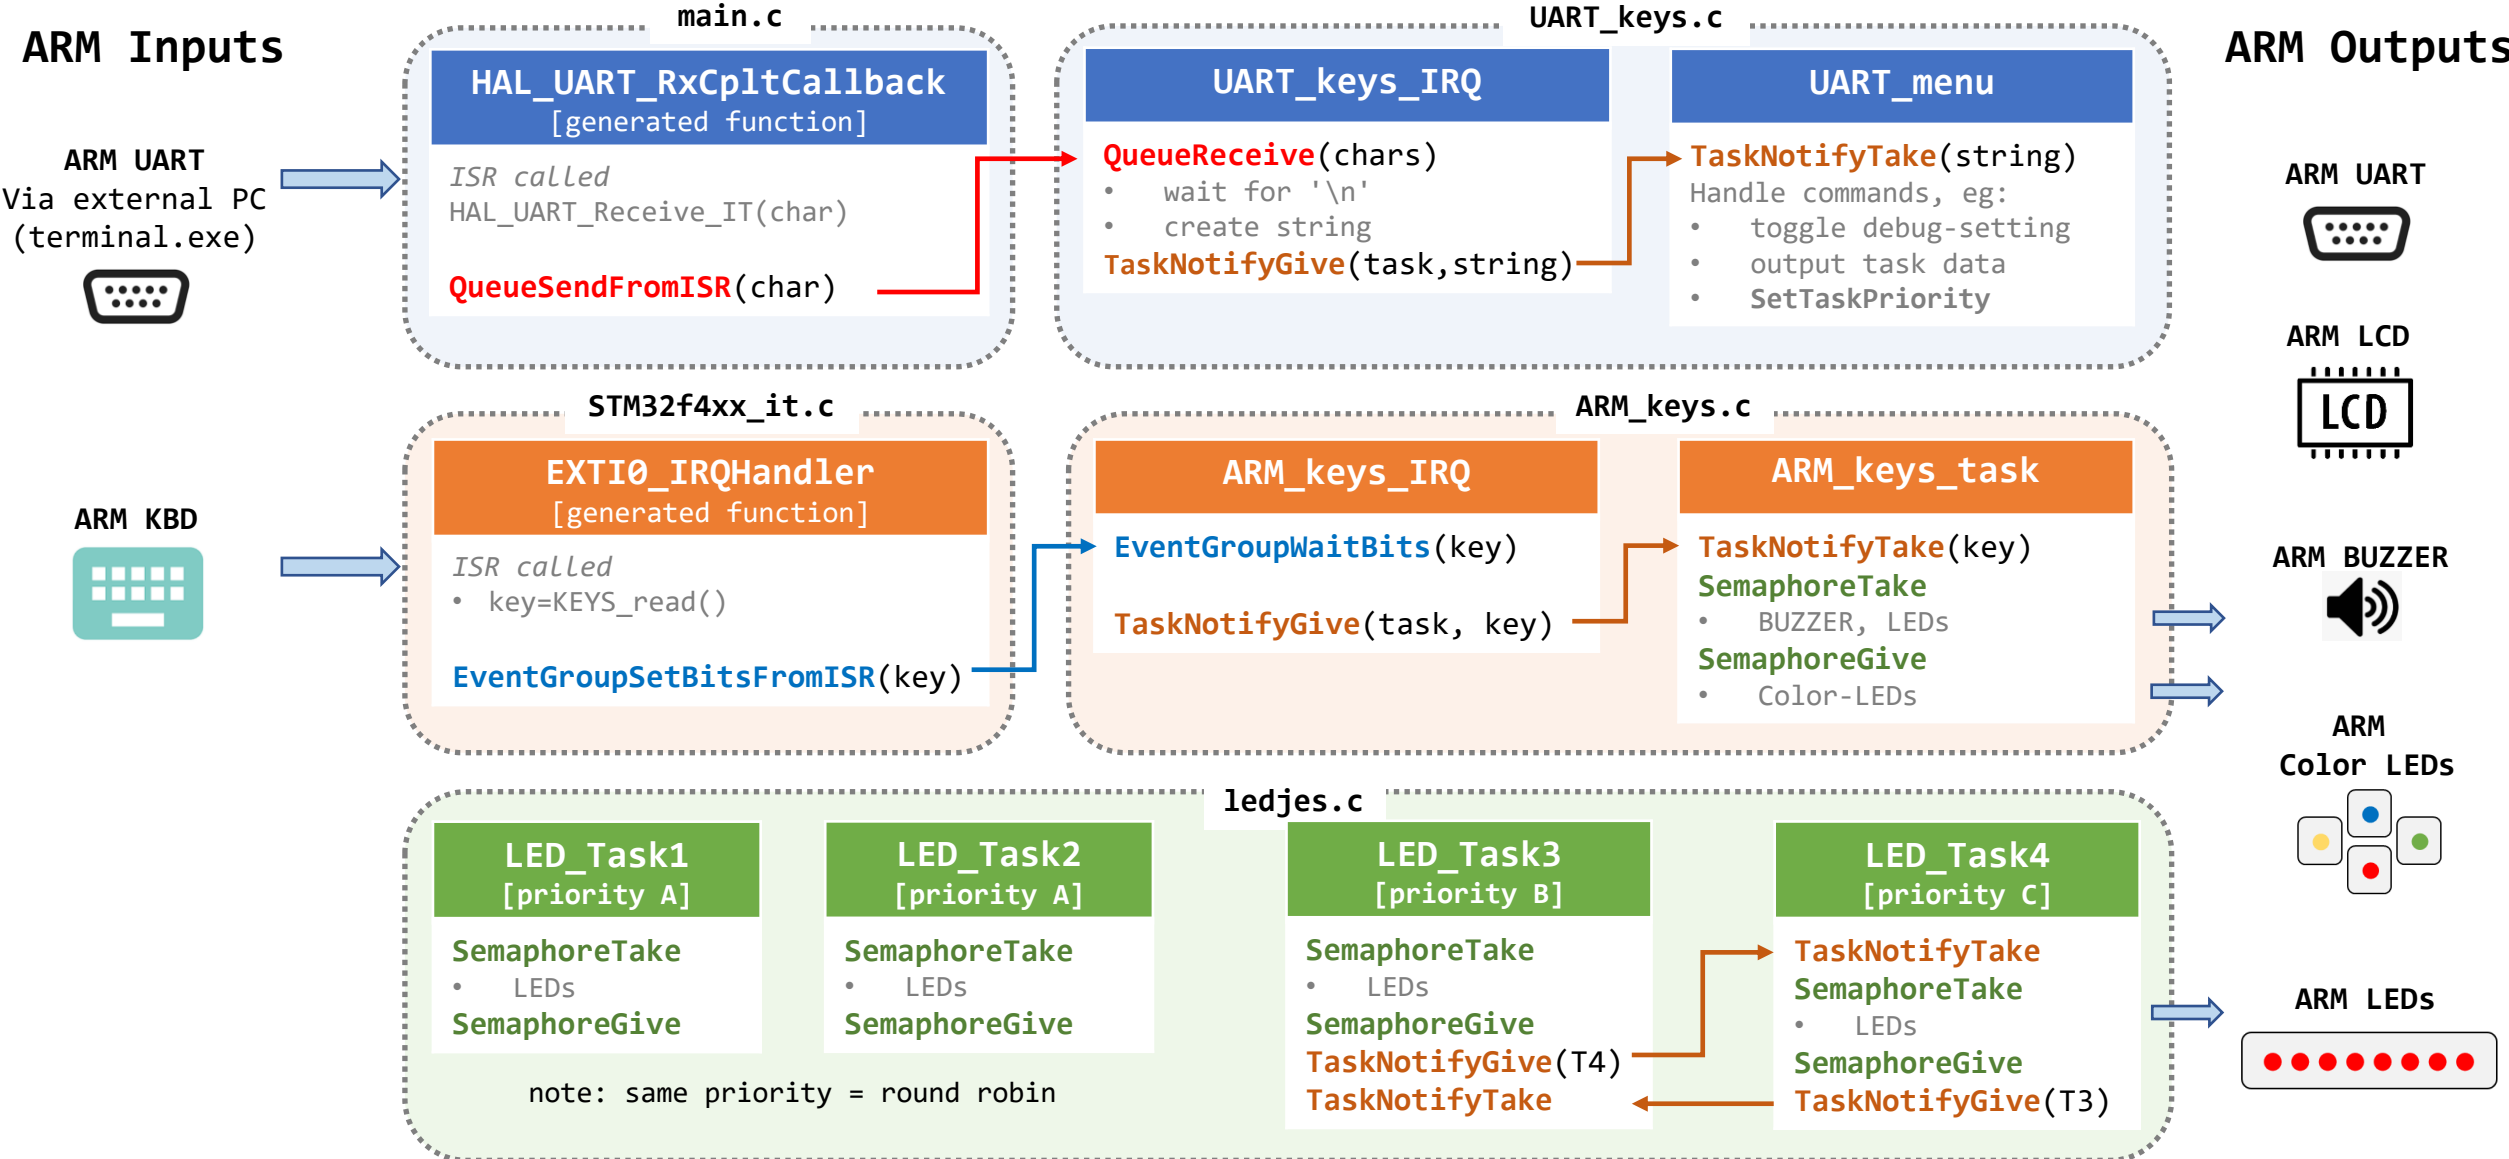 ARM Inputs
ARM UART
Via external PC
(terminal.exe)
ARM KBD
main.c
HAL_UART_RxCpltCallback
[generated function]
ISR called
HAL_UART_Receive_IT(char)
QueueSendFromISR(char)
UART_keys.c
UART_keys_IRQ
QueueReceive(chars)
• wait for '\n'
• create string
TaskNotifyGive(task,string)
UART_menu
TaskNotifyTake(string)
Handle commands, eg:
• toggle debug-setting
• output task data
• SetTaskPriority
STM32f4xx_it.c
EXTI0_IRQHandler
[generated function]
ISR called
• key=KEYS_read()
EventGroupSetBitsFromISR(key)
ARM_keys.c
ARM_keys_IRQ
EventGroupWaitBits(key)
TaskNotifyGive(task, key)
ARM_keys_task
TaskNotifyTake(key)
SemaphoreTake
• BUZZER, LEDs
SemaphoreGive
• Color-LEDs
ledjes.c
LED_Task1
[priority A]
SemaphoreTake
• LEDs
SemaphoreGive
LED_Task2
[priority A]
SemaphoreTake
• LEDs
SemaphoreGive
note: same priority = round robin
LED_Task3
[priority B]
SemaphoreTake
• LEDs
SemaphoreGive
TaskNotifyGive(T4)
TaskNotifyTake
LED_Task4
[priority C]
TaskNotifyTake
SemaphoreTake
• LEDs
SemaphoreGive
TaskNotifyGive(T3)
ARM Outputs
ARM UART
ARM LCD
LCD
ARM BUZZER
ARM
Color LEDs
ARM LEDs